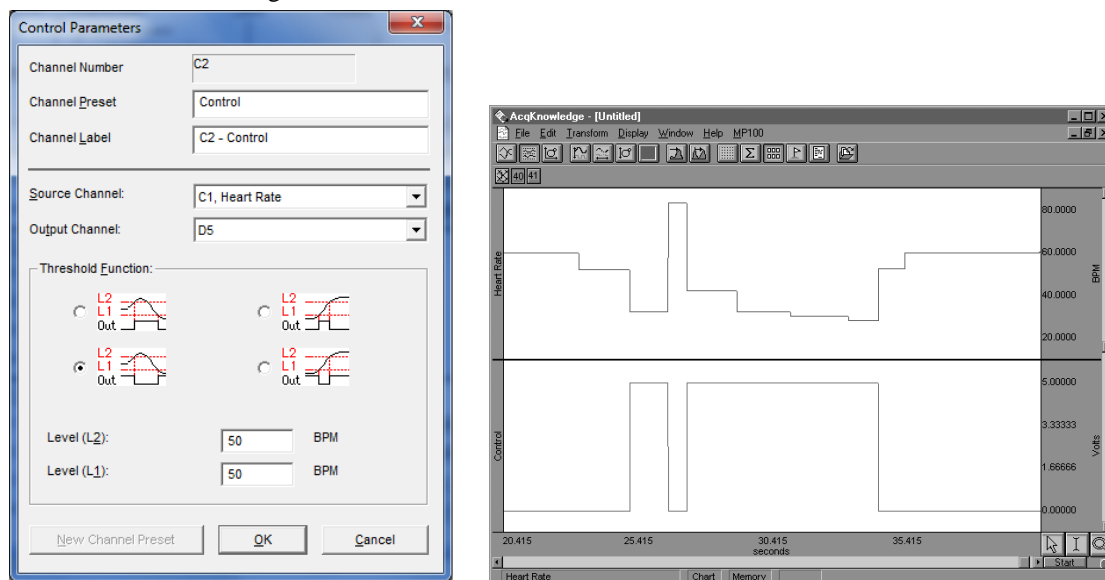 Control Parameters
Channel Number C2
Channel Preset Control
Channel Label C2 - Control
Source Channel: C1, Heart Rate
Output Channel: D5
Threshold Function:
L2 L2
L1 L1
Out Out
L2 L2
L1 L1
Out Out
Level (L2): 50 BPM
Level (L1): 50 BPM
New Channel Preset OK Cancel
AcqKnowledge - [Untitled]
File Edit Transform Display Window Help MP100
40 41
Heart Rate
80.0000
60.0000
40.0000
20.0000
BPM
Control
5.00000
3.33333
1.66666
0.00000
Volts
20.415 25.415 30.415 35.415
seconds
Start
Heart Rate Chart Memory